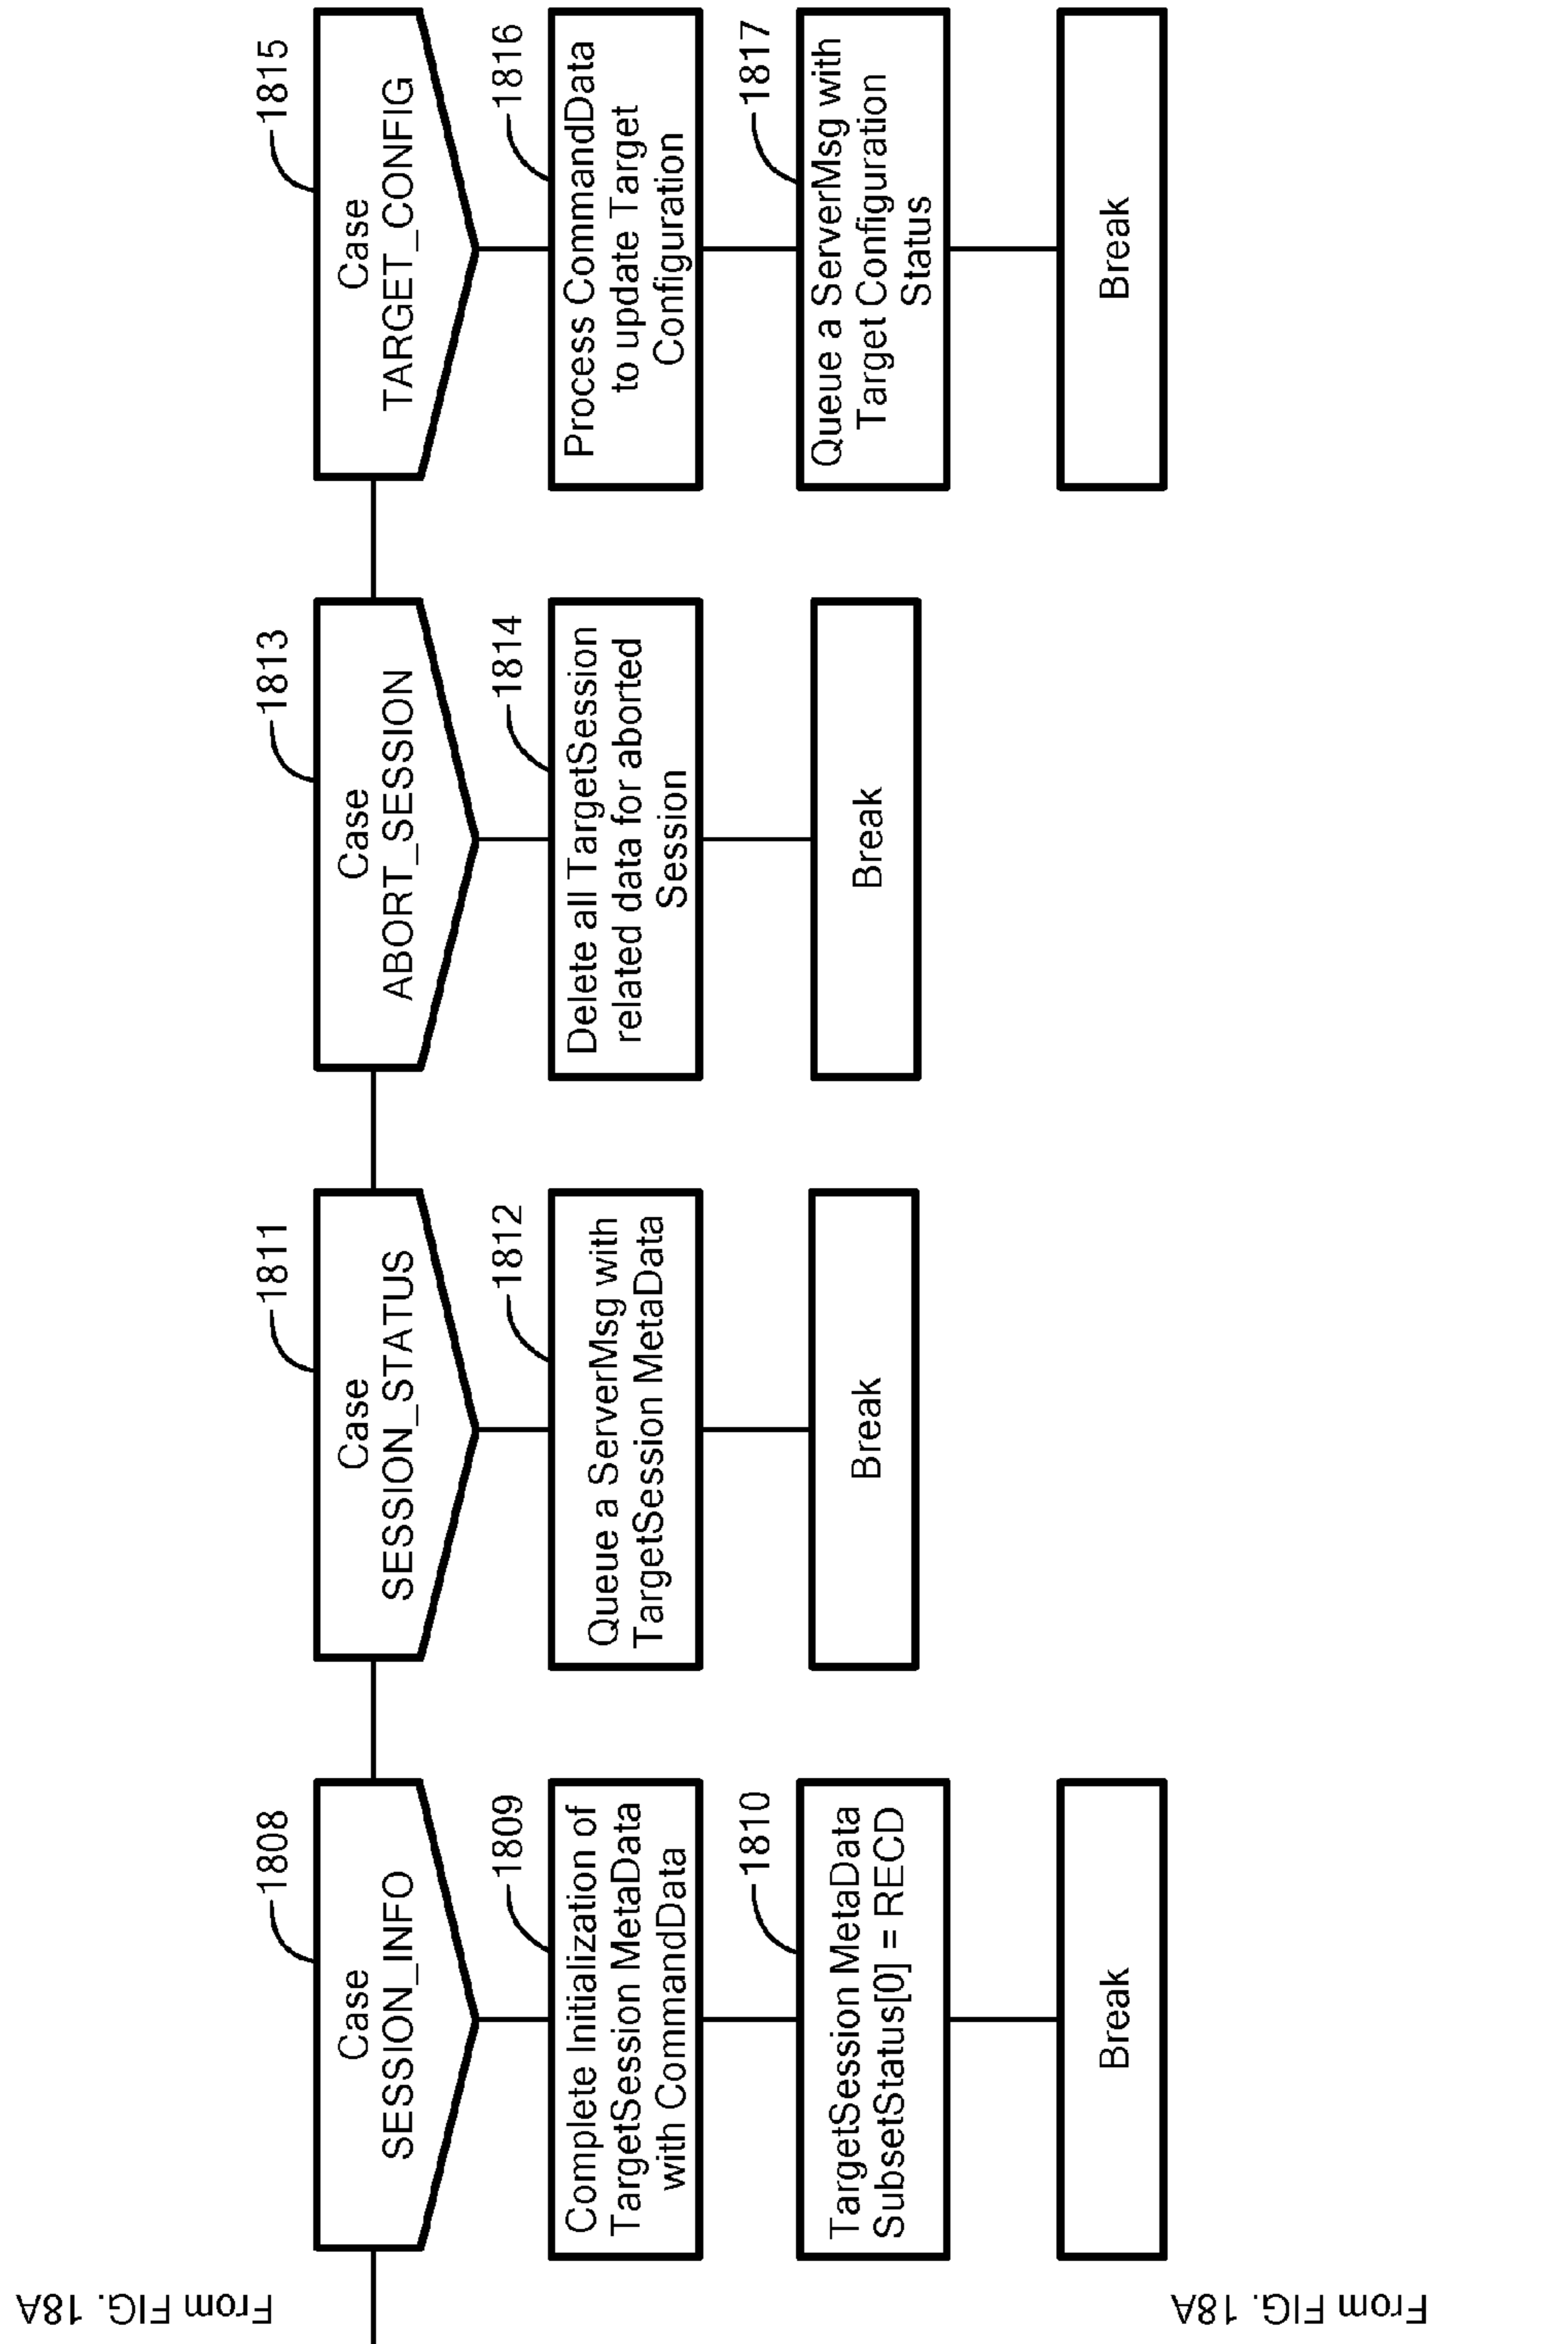 From FIG. 18A
1808
Case
SESSION_INFO
1809
Complete Initialization of
TargetSession MetaData
with CommandData
1810
TargetSession MetaData
SubsetStatus[0] = RECD
Break
1811
Case
SESSION_STATUS
1812
Queue a ServerMsg with
TargetSession MetaData
Break
1813
Case
ABORT_SESSION
1814
Delete all TargetSession
related data for aborted
Session
Break
1815
Case
TARGET_CONFIG
1816
Process CommandData
to update Target
Configuration
1817
Queue a ServerMsg with
Target Configuration
Status
Break
From FIG. 18A